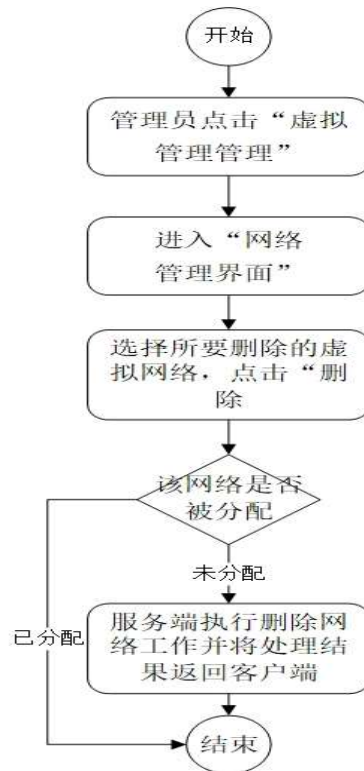 开始
管理员点击“虚拟
管理管理”
进入“网络
管理界面”
选择所要删除的虚
拟网络，点击“删
除
该网络是否
被分配
未分配
已分配
服务端执行删除网
络工作并将处理结
果返回客户端
结束